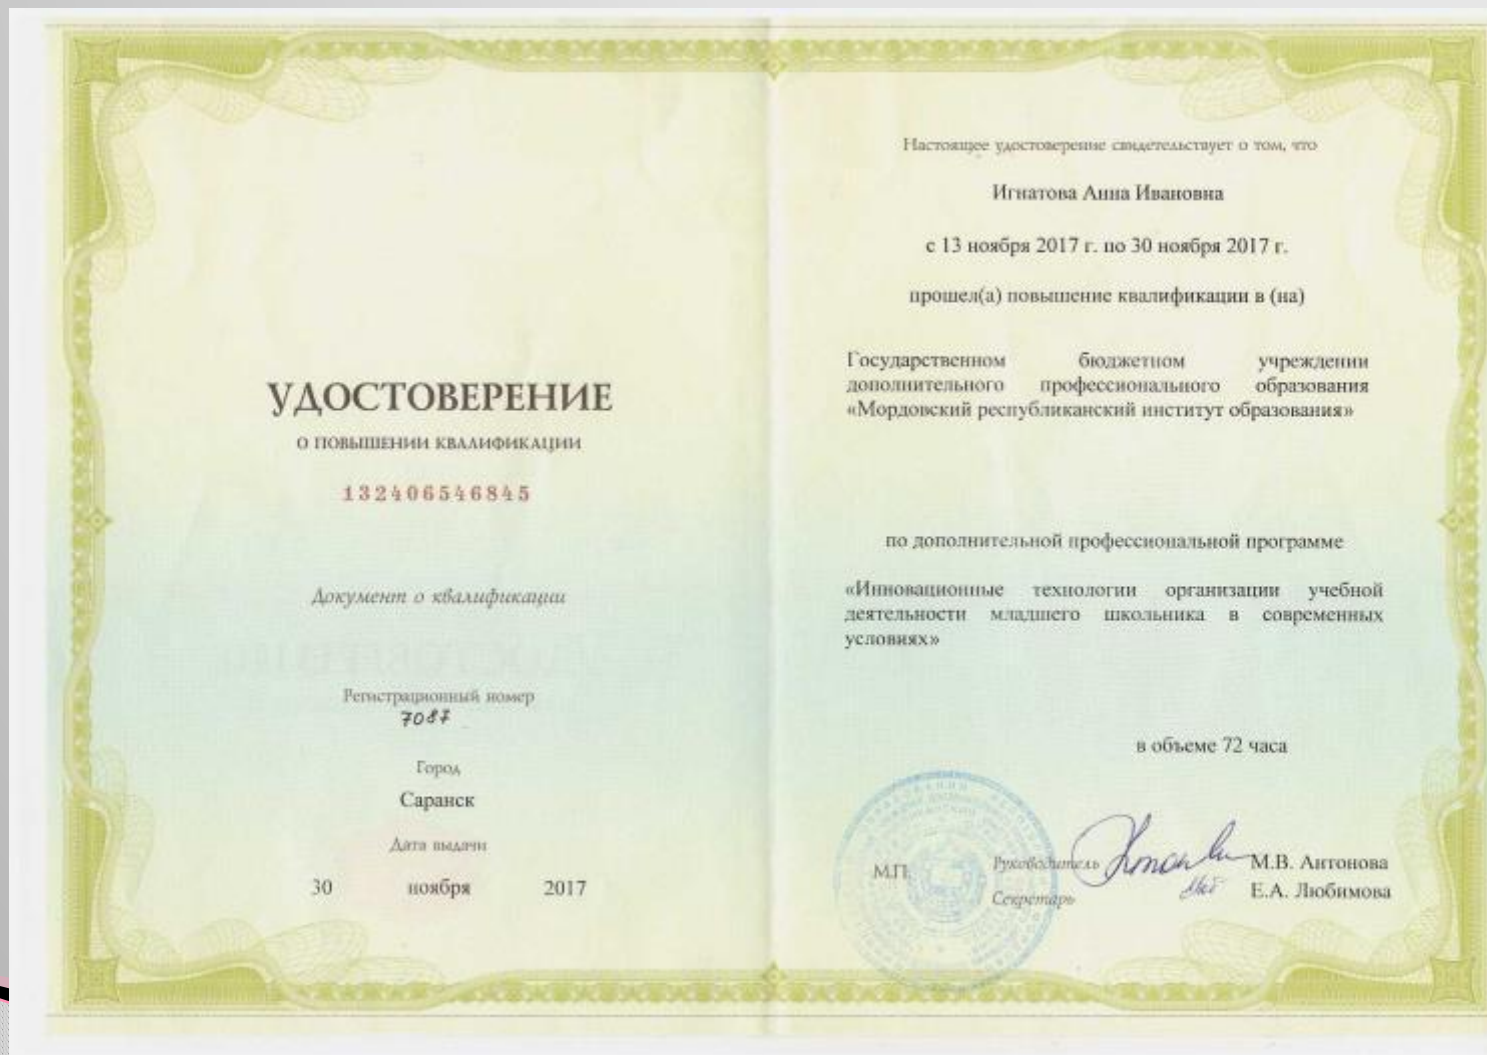 УДОСТОВЕРЕНИЕ
О ПОВЫШЕНИИ КВАЛИФИКАЦИИ
132406546845
Документ о квалификации
Регистрационный номер
7087
Город
Саранск
Дата выдачи
30 ноября 2017
Настоящее удостоверение свидетельствует о том, что
Игнатова Анна Ивановна
с 13 ноября 2017 г. по 30 ноября 2017 г.
прошел(а) повышение квалификации в (на)
Государственном бюджетном учреждении
дополнительного профессионального образования
«Мордовский республиканский институт образования»
по дополнительной профессиональной программе
«Инновационные технологии организации учебной
деятельности младшего школьника в современных
условиях»
в объеме 72 часа
М.П.
Руководитель М.В. Антонова
Секретарь Е.А. Любимова